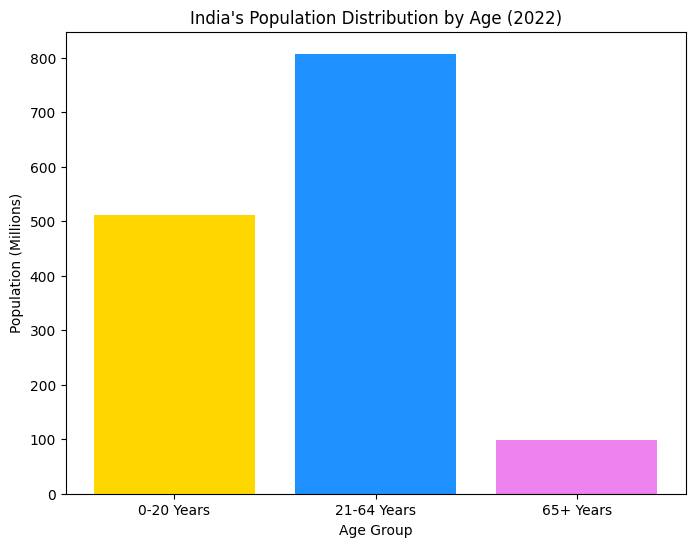 India's Population Distribution by Age (2022)
Population (Millions)
800
700
600
500
400
300
200
100
0
0-20 Years
21-64 Years
65+ Years
Age Group